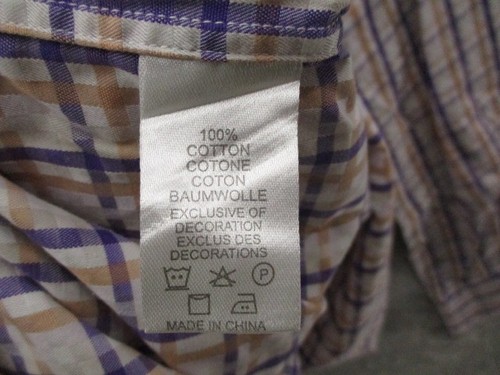 100%
COTTON
COTONE
COTON
BAUMWOLLE
EXCLUSIVE OF
DECORATION
EXCLUS DES
DECORATIONS
P
MADE IN CHINA